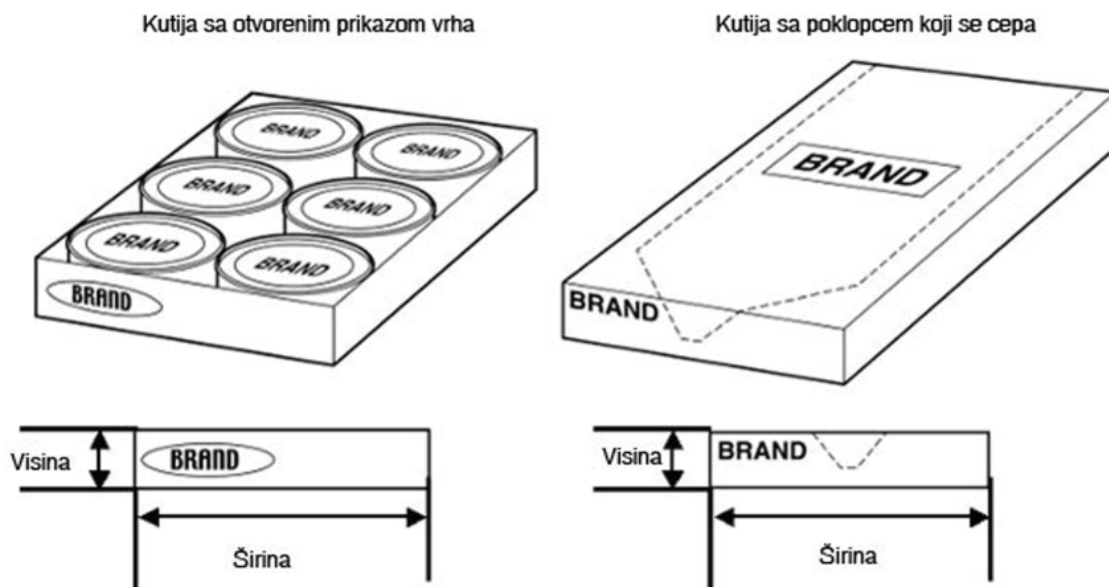 Kutija sa otvorenim prikazom vrha
BRAND
BRAND
BRAND
BRAND
BRAND
BRAND
BRAND
Visina
BRAND
Širina
Kutija sa poklopcem koji se cepa
BRAND
BRAND
Visina
BRAND
Širina